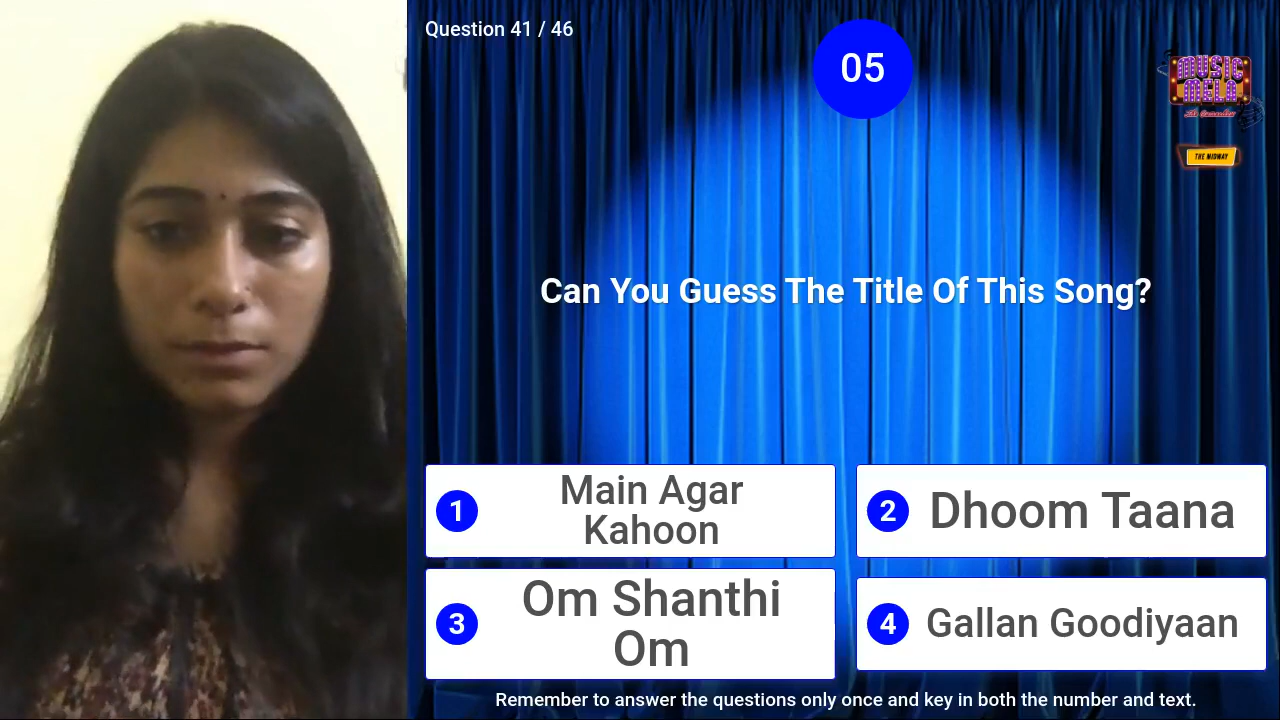 Question 41 / 46
05
MUSIC
MELA
THE MIDWAY
Can You Guess The Title Of This Song?
1 Main Agar
Kahoon
2 Dhoom Taana
3 Om Shanthi
Om
4 Gallan Goodiyaan
Remember to answer the questions only once and key in both the number and text.